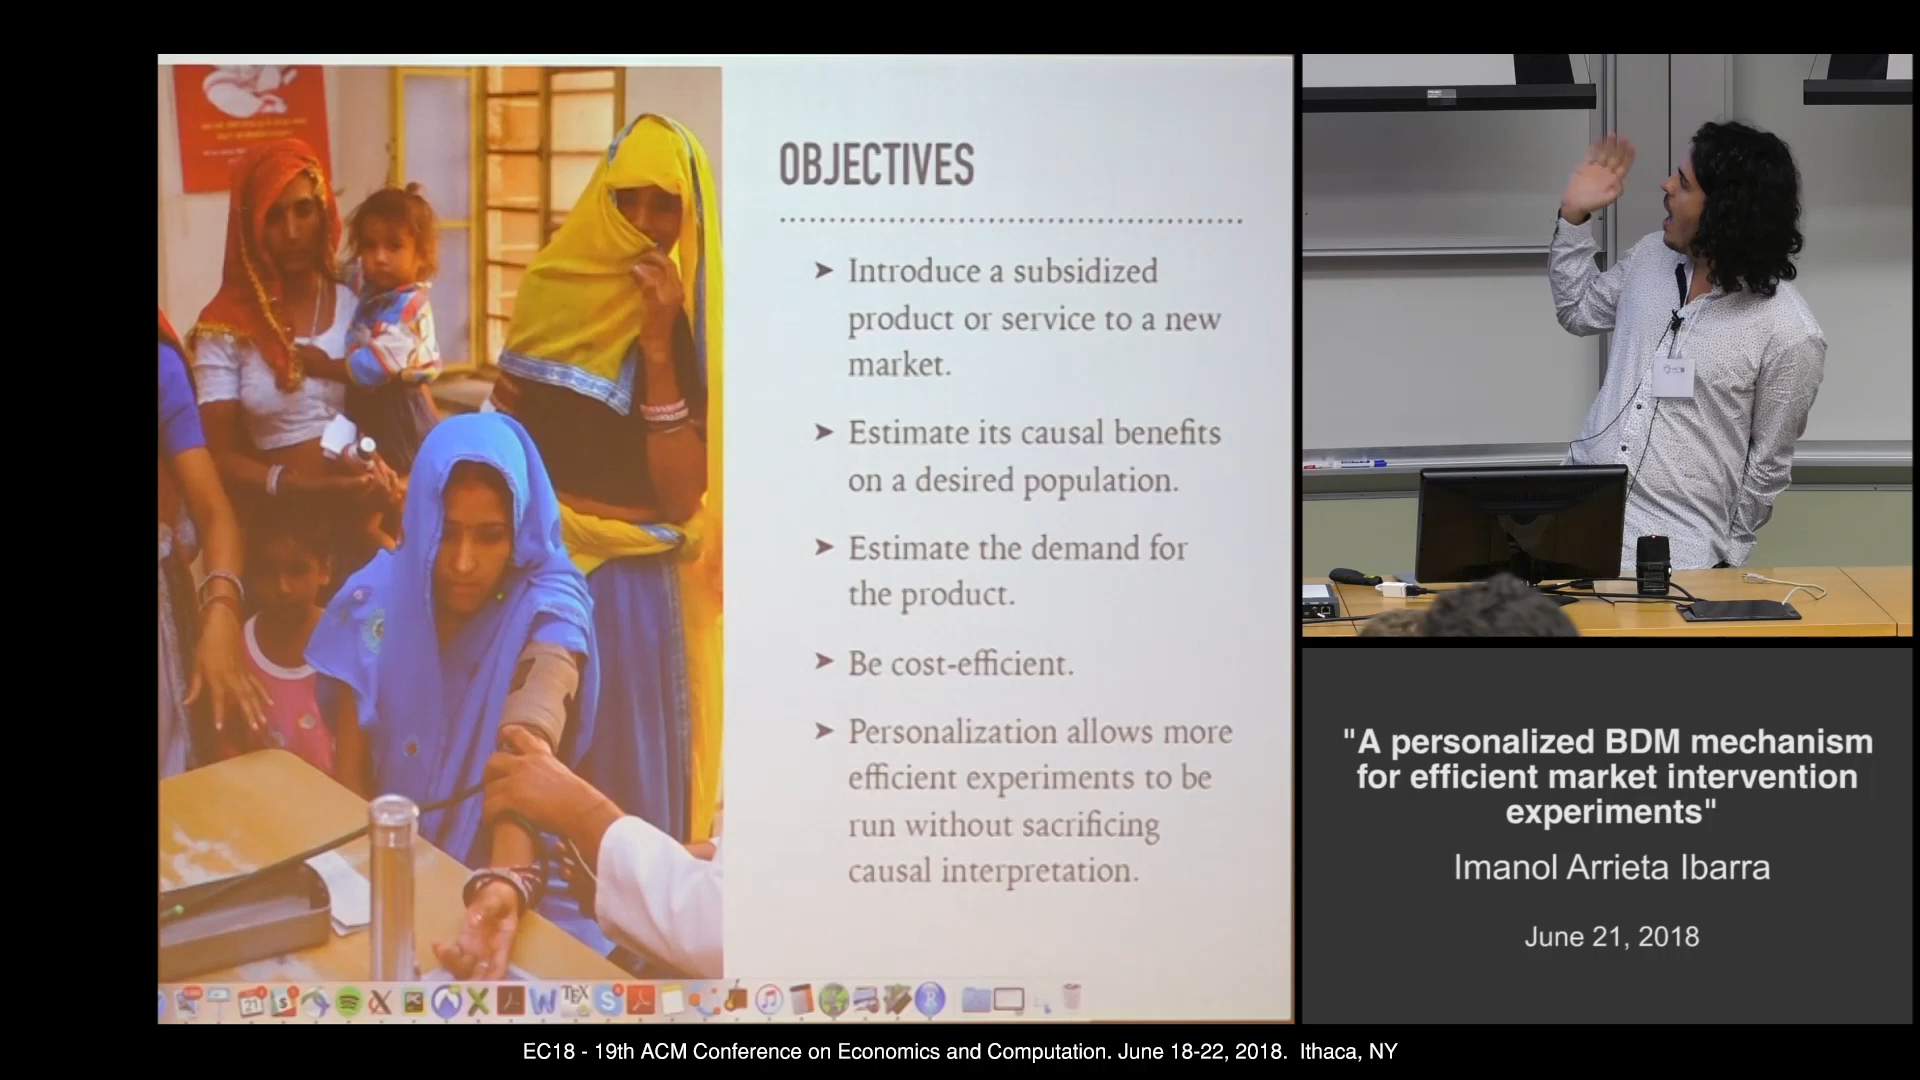 OBJECTIVES
➤ Introduce a subsidized
product or service to a new
market.
➤ Estimate its causal benefits
on a desired population.
➤ Estimate the demand for
the product.
➤ Be cost-efficient.
➤ Personalization allows more
efficient experiments to be
run without sacrificing
causal interpretation.
"A personalized BDM mechanism
for efficient market intervention
experiments"
Imanol Arrieta Ibarra
June 21, 2018
EC18 - 19th ACM Conference on Economics and Computation. June 18-22, 2018. Ithaca, NY